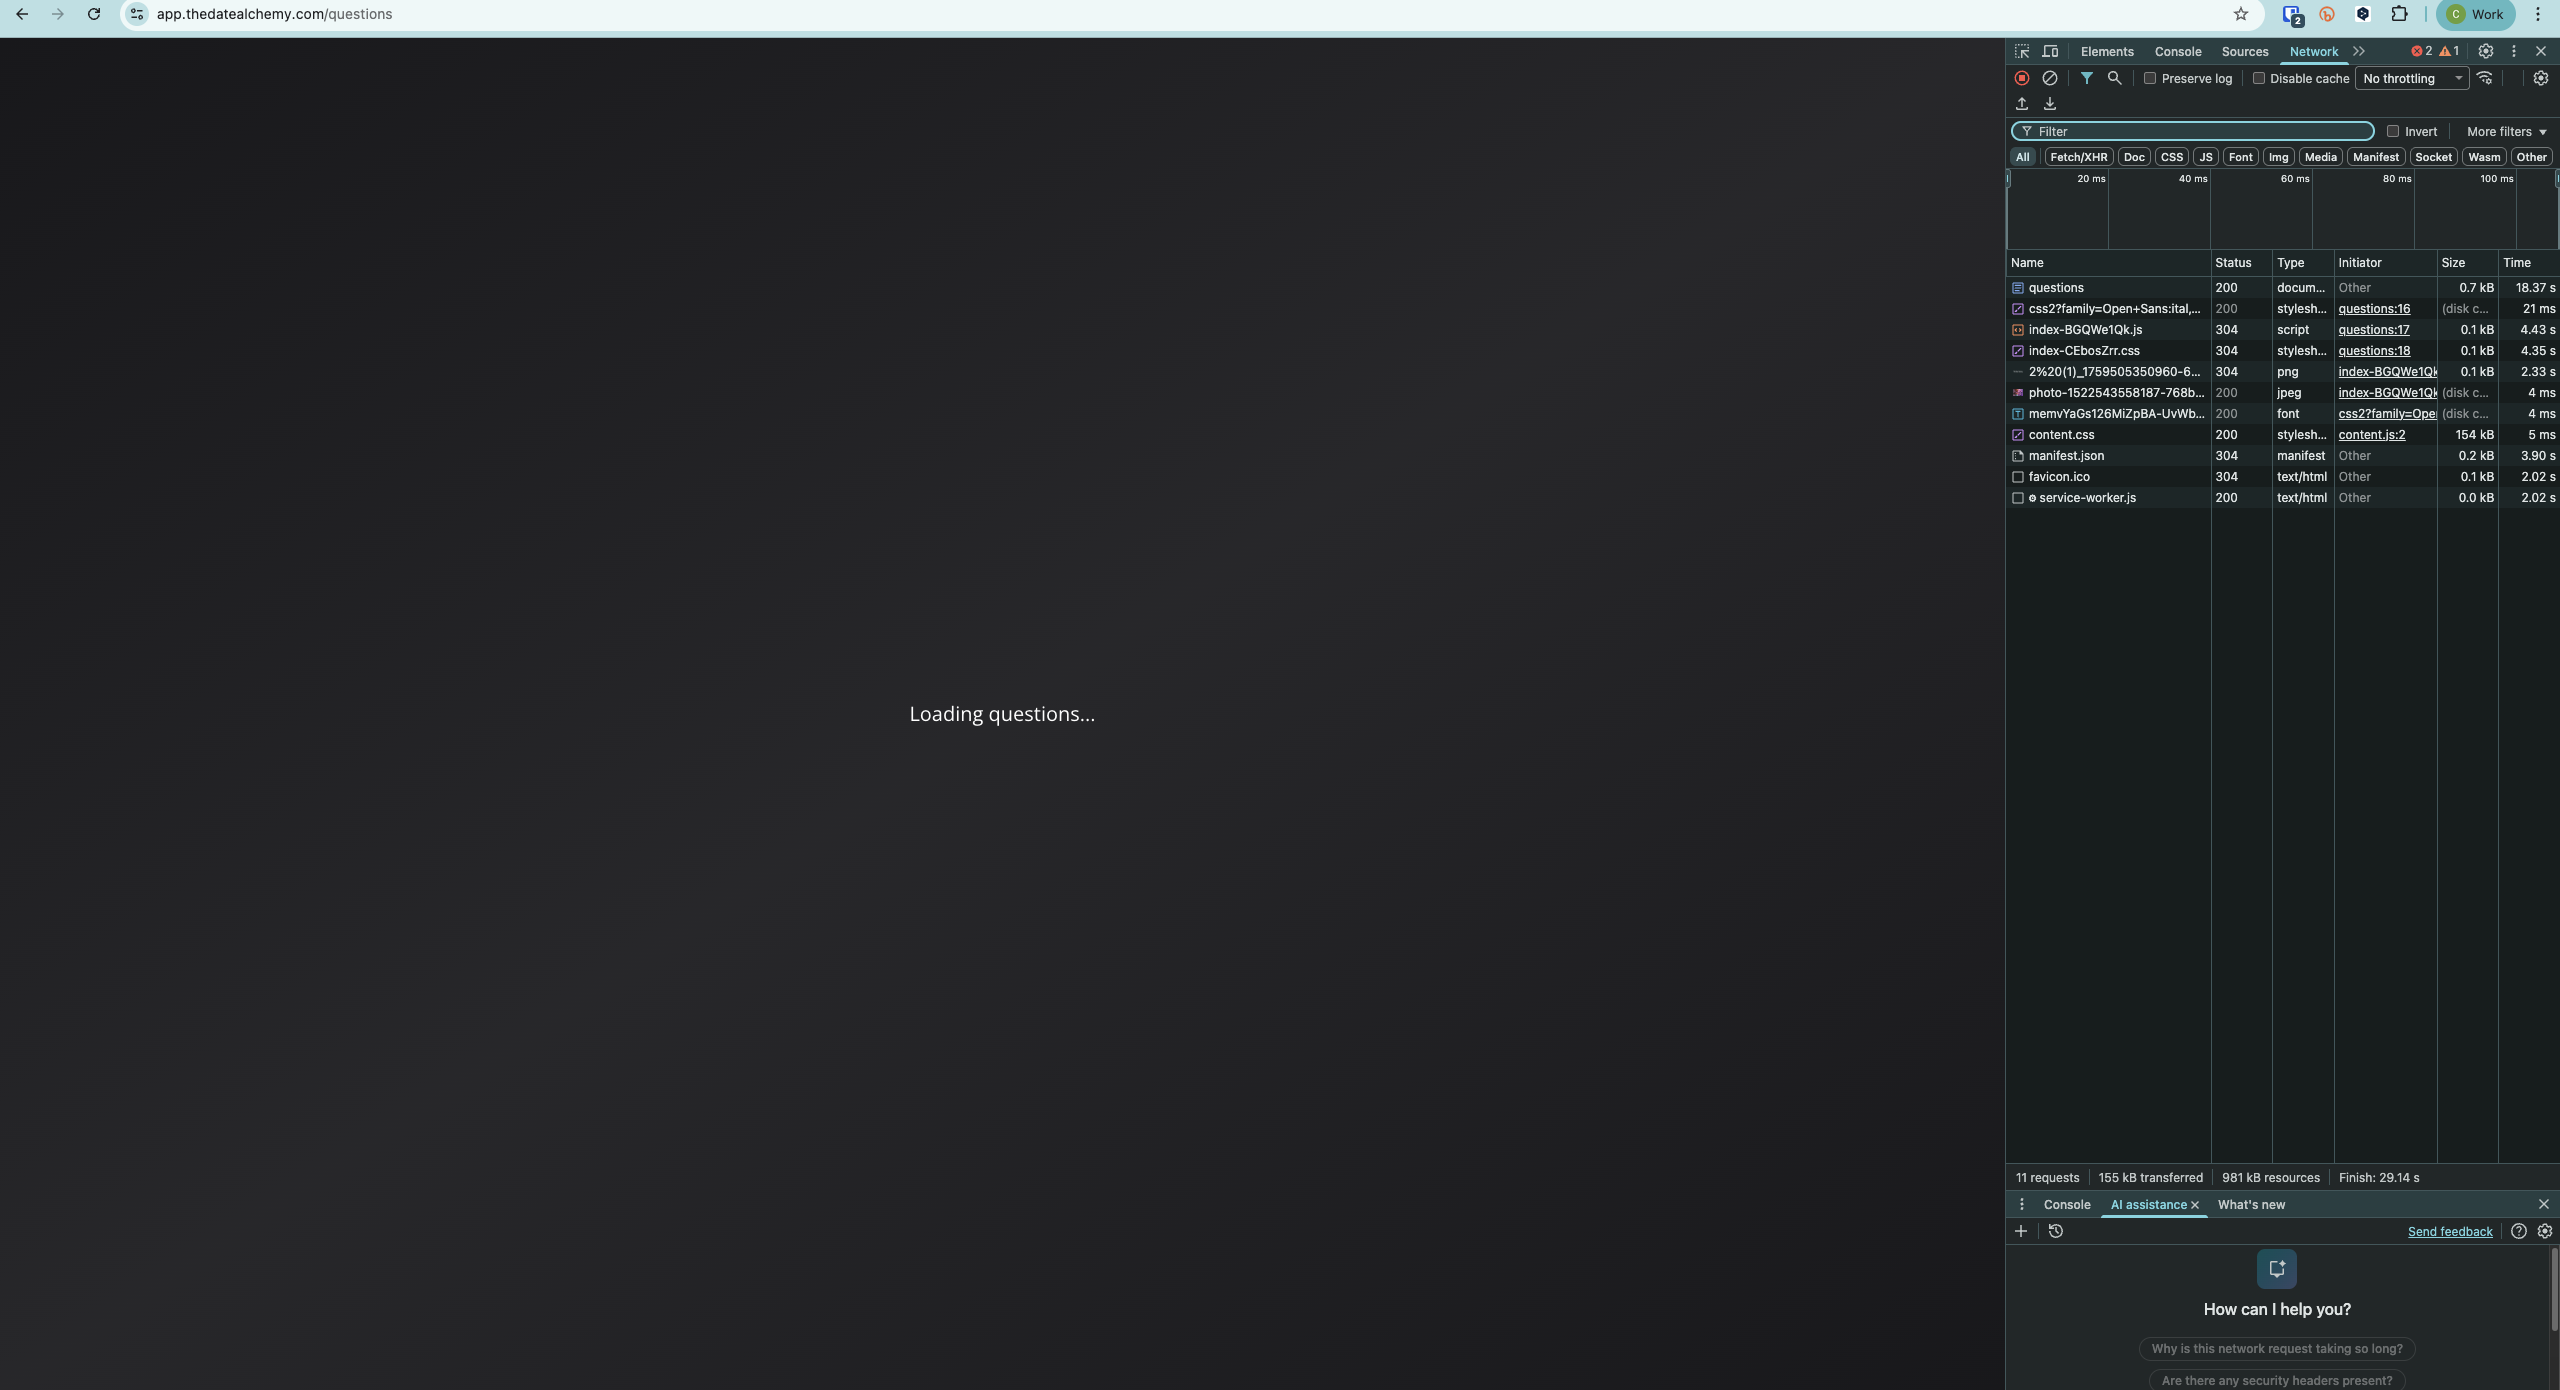 app.thedatealchemy.com/questions
2
C Work
Elements Console Sources Network 2 1
Preserve log Disable cache No throttling
Filter Invert More filters
All Fetch/XHR Doc CSS JS Font Img Media Manifest Socket Wasm Other
20 ms 40 ms 60 ms 80 ms 100 ms
Name Status Type Initiator Size Time
questions 200 docum... Other 0.7 kB 18.37 s
css2?family=Open+Sans:ital,... 200 stylesh... questions:16 (disk c... 21 ms
index-BGQWe1Qk.js 304 script questions:17 0.1 kB 4.43 s
index-CEbosZrr.css 304 stylesh... questions:18 0.1 kB 4.35 s
2%20(1)_1759505350960-6... 304 png index-BGQWe1Qk 0.1 kB 2.33 s
photo-1522543558187-768b... 200 jpeg index-BGQWe1Qk (disk c... 4 ms
memvYaGs126MiZpBA-UvWb... 200 font css2?family=Ope (disk c... 4 ms
content.css 200 stylesh... content.js:2 154 kB 5 ms
manifest.json 304 manifest Other 0.2 kB 3.90 s
favicon.ico 304 text/html Other 0.1 kB 2.02 s
service-worker.js 200 text/html Other 0.0 kB 2.02 s
Loading questions...
11 requests 155 kB transferred 981 kB resources Finish: 29.14 s
Console AI assistance What's new
Send feedback
How can I help you?
Why is this network request taking so long?
Are there any security headers present?